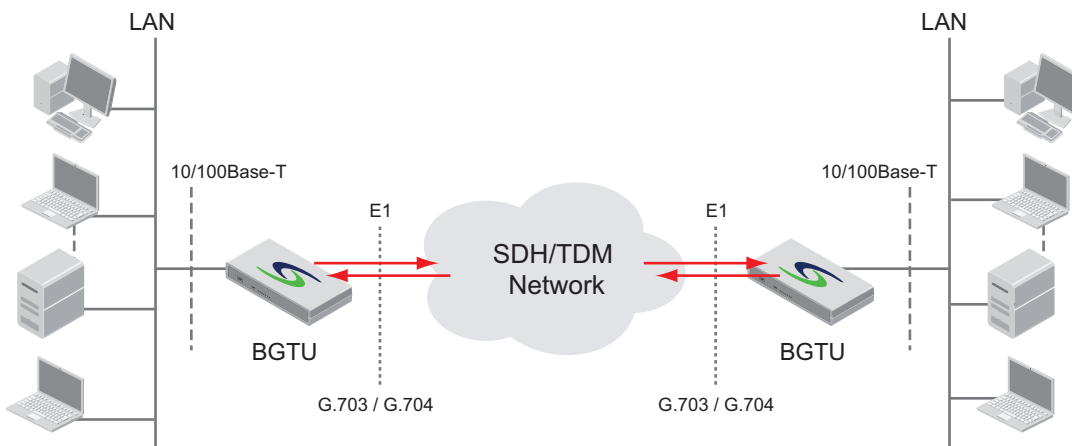 LAN
LAN
10/100Base-T
10/100Base-T
E1
E1
SDH/TDM
Network
BGTU
BGTU
G.703 / G.704
G.703 / G.704